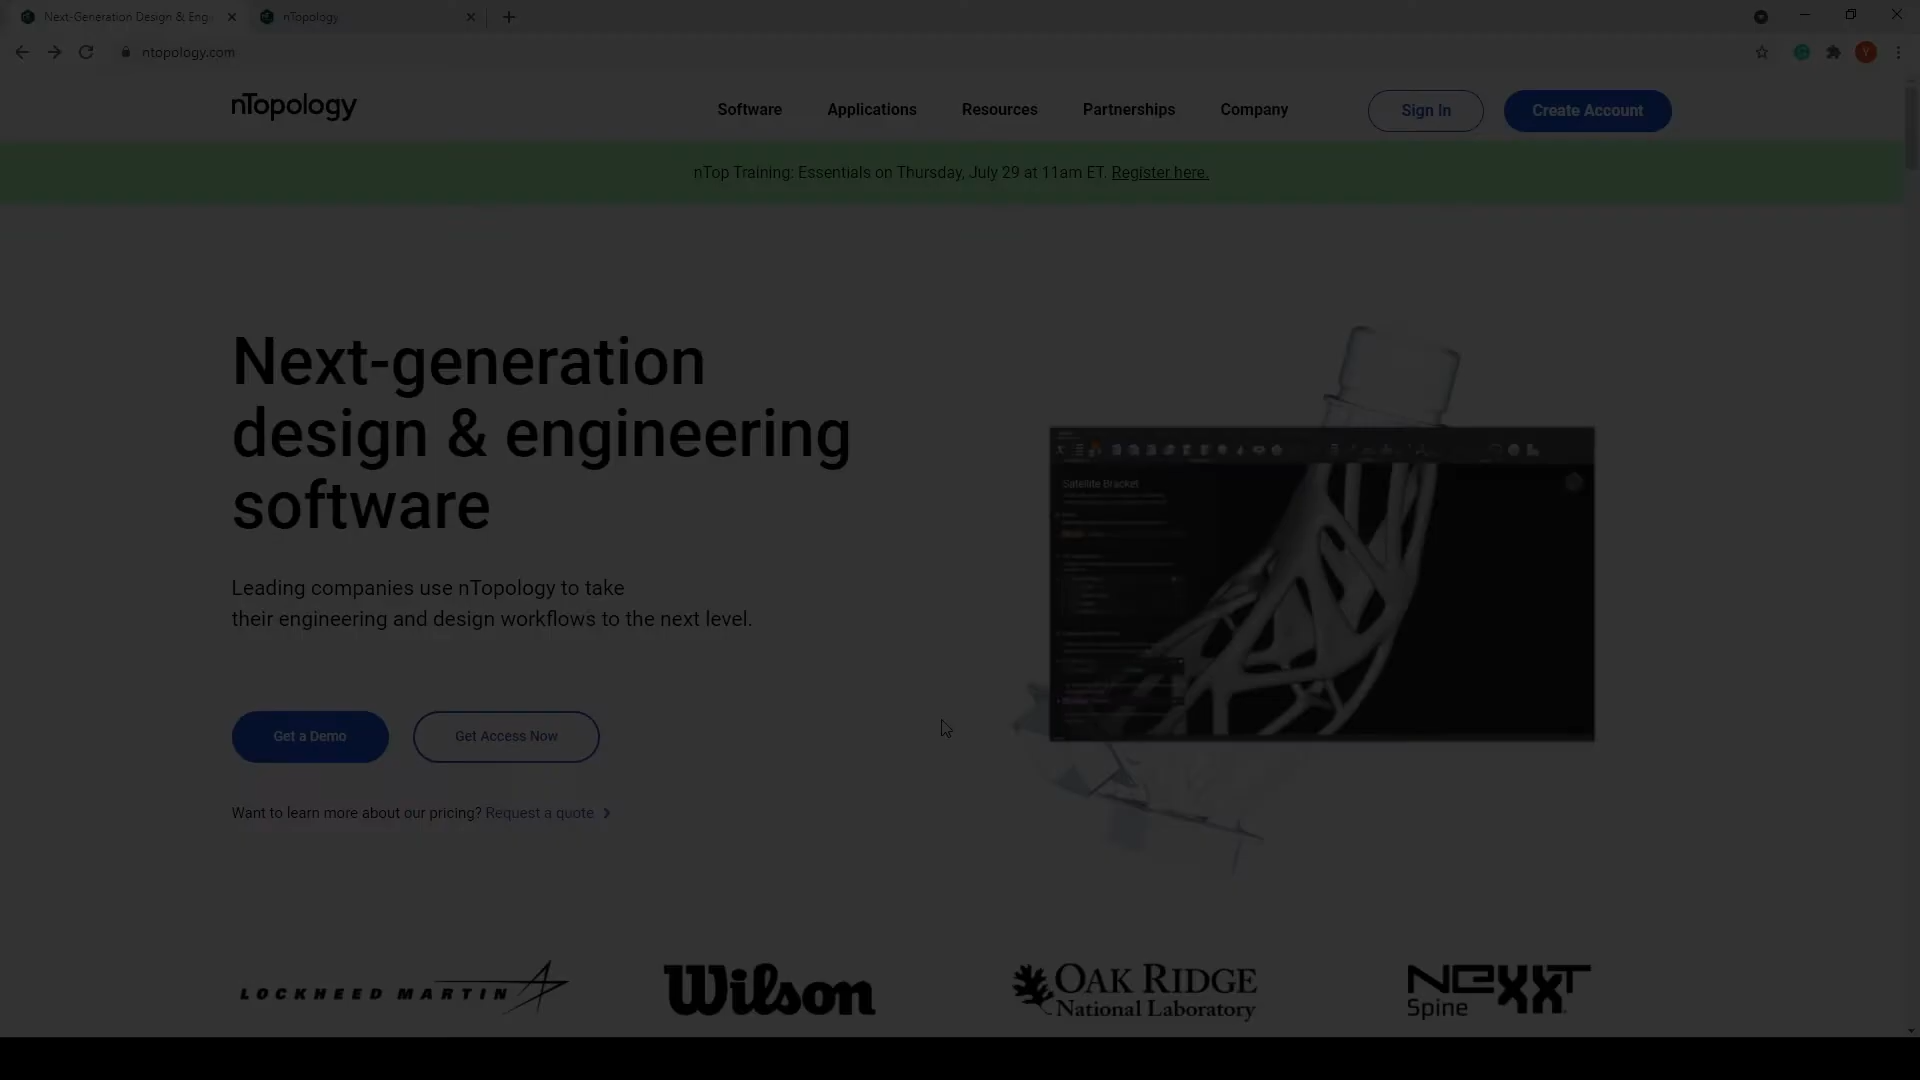 Next-Generation Design & Eng
nTopology
ntopology.com
Y
nTopology
Software
Applications
Resources
Partnerships
Company
Sign In
Create Account
nTop Training: Essentials on Thursday, July 29 at 11am ET. Register here.
Next-generation
design & engineering
software
Leading companies use nTopology to take
their engineering and design workflows to the next level.
Get a Demo
Get Access Now
Want to learn more about our pricing? Request a quote
Satellite Bracket
LOCKHEED MARTIN
Wilson
OAK RIDGE
National Laboratory
NEXXT
Spine